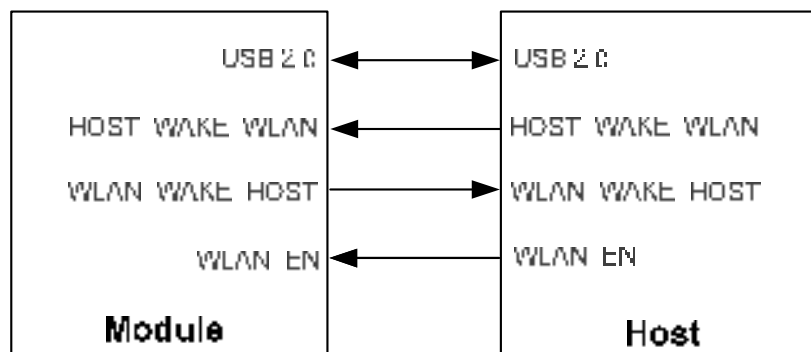 USB 2.0 USB 2.0
HOST WAKE WLAN HOST WAKE WLAN
WLAN WAKE HOST WLAN WAKE HOST
WLAN EN WLAN EN
Module Host